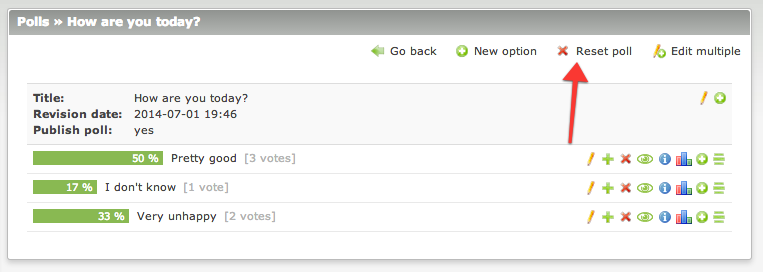 Polls » How are you today?
Go back New option Reset poll Edit multiple
Title: How are you today?
Revision date: 2014-07-01 19:46
Publish poll: yes
50 % Pretty good [3 votes]
17 % I don't know [1 vote]
33 % Very unhappy [2 votes]